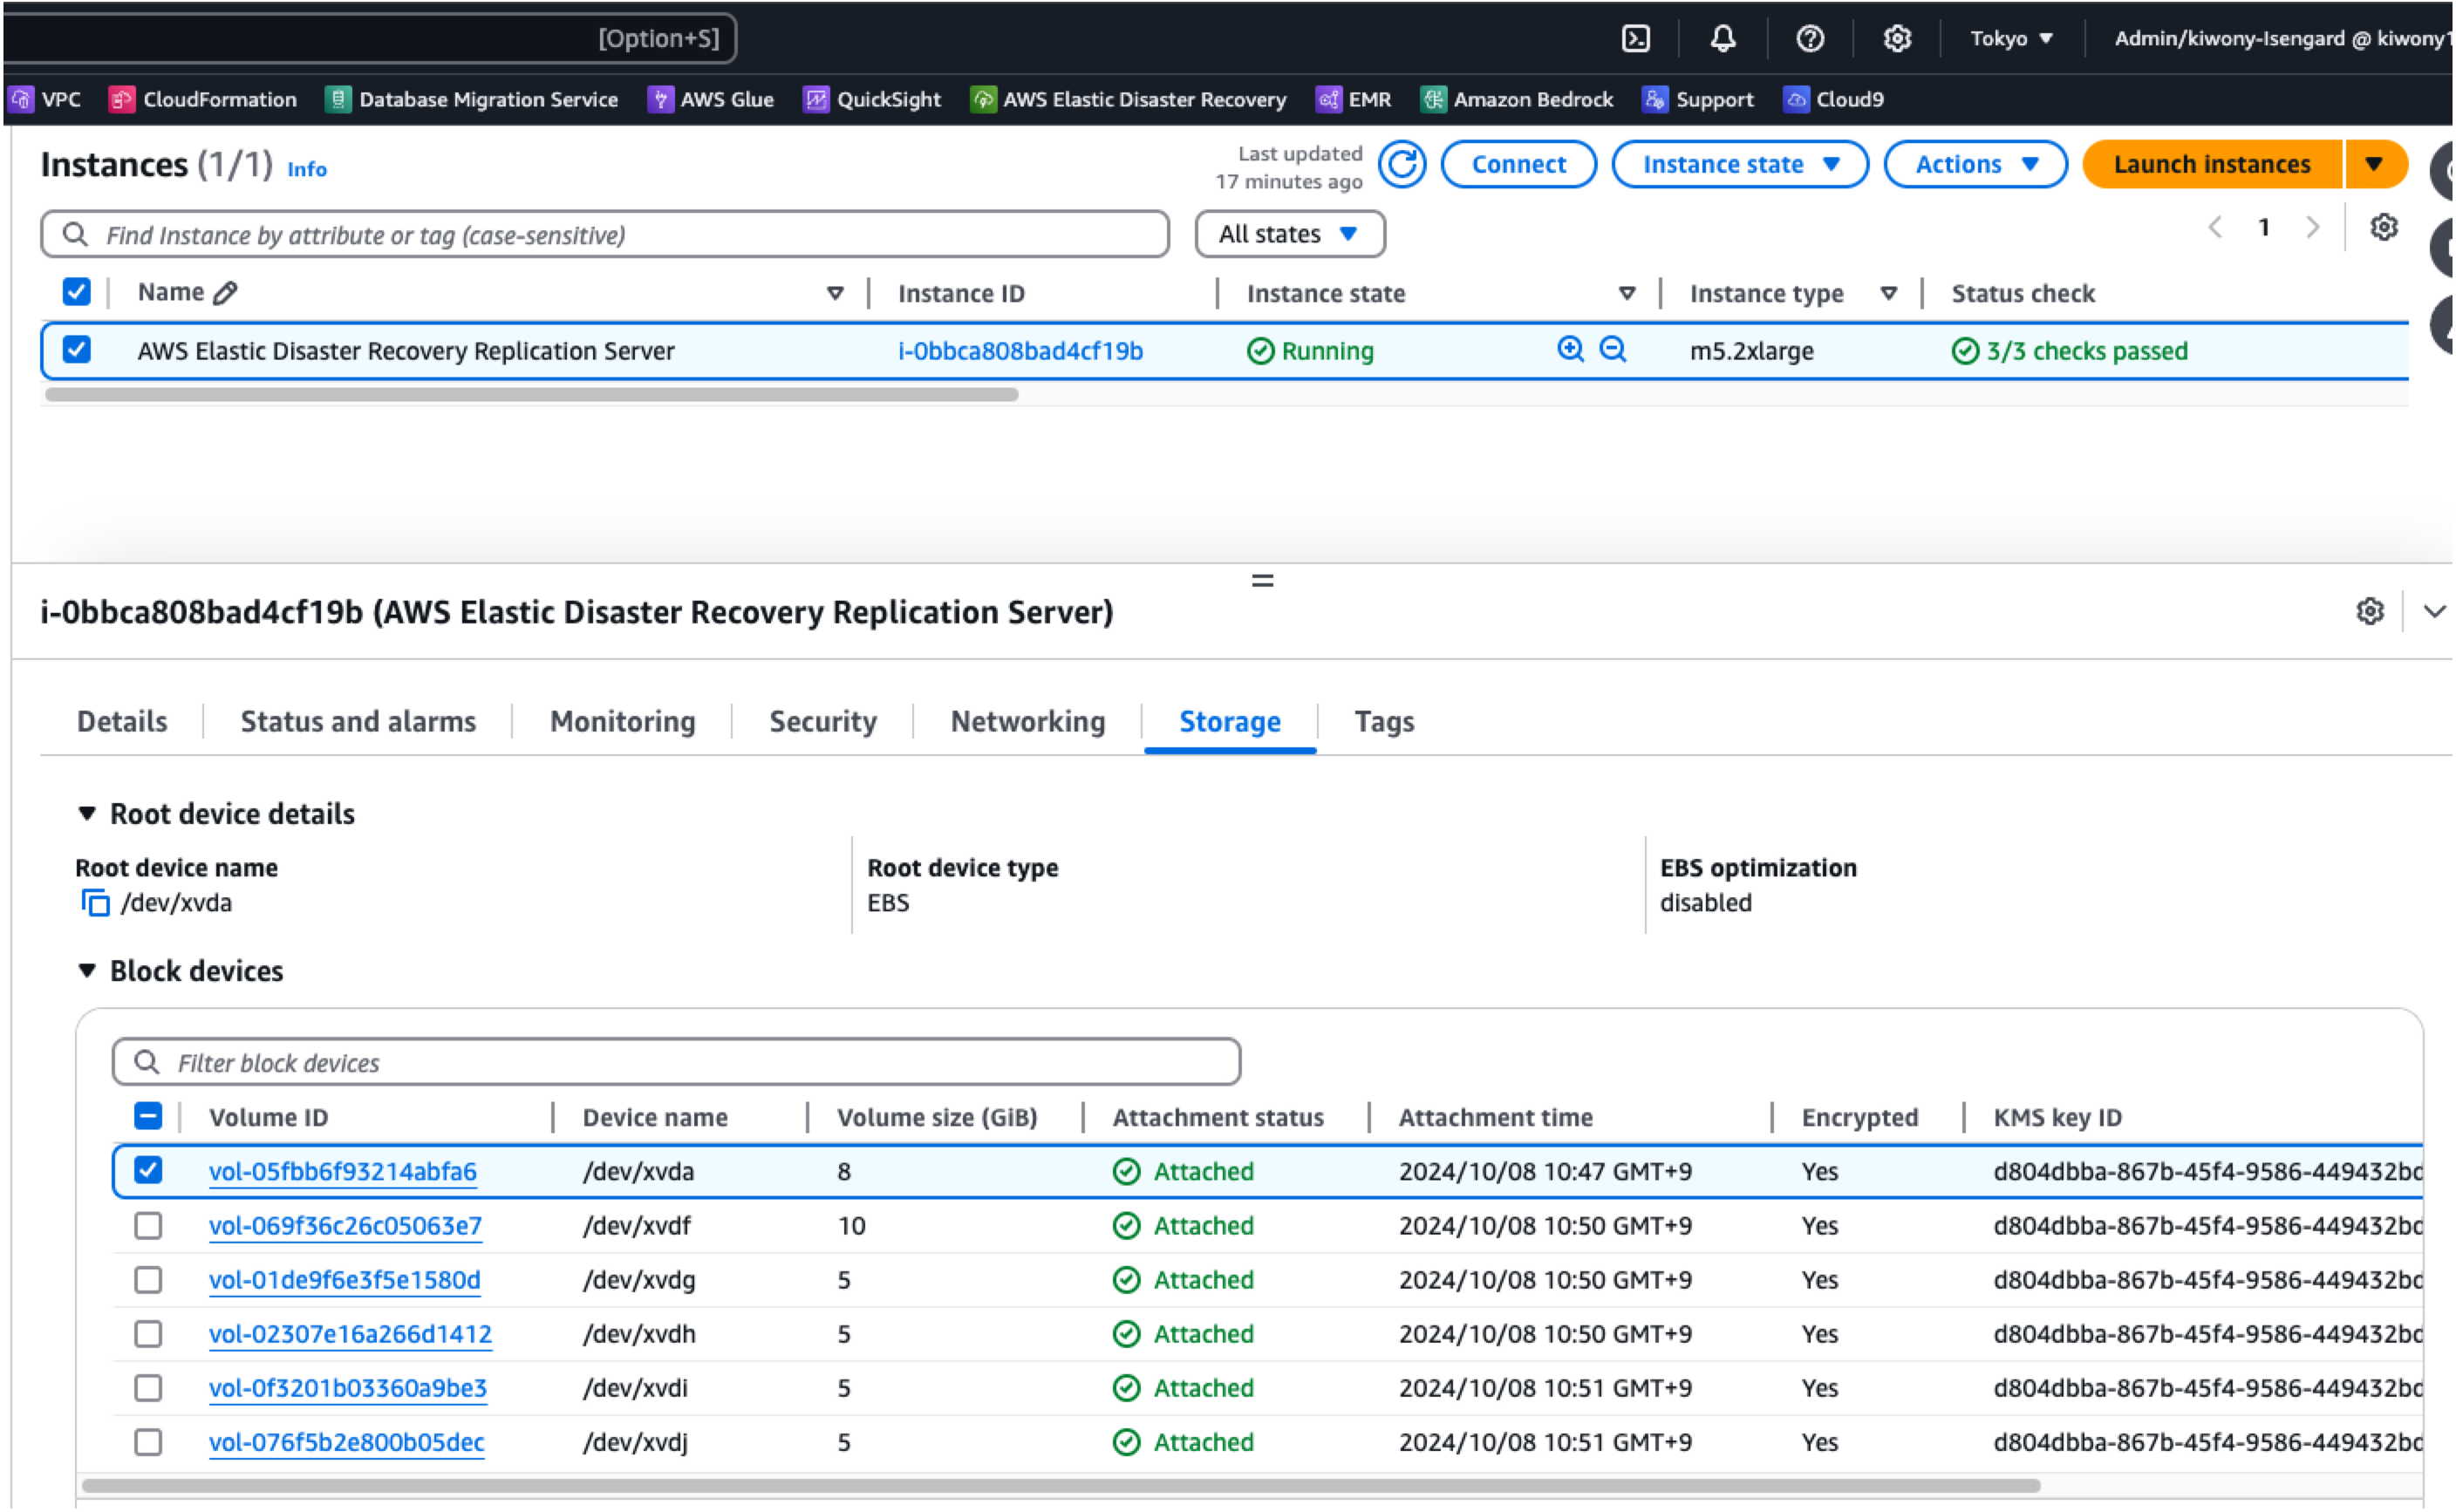 [Option+S]
Tokyo
Admin/kiwony-Isengard @ kiwony1
VPC CloudFormation Database Migration Service AWS Glue QuickSight AWS Elastic Disaster Recovery EMR Amazon Bedrock Support Cloud9
Instances (1/1) Info
Last updated
17 minutes ago
Connect Instance state Actions Launch instances
Find Instance by attribute or tag (case-sensitive)
All states
1
Name Instance ID Instance state Instance type Status check
AWS Elastic Disaster Recovery Replication Server i-0bbca808bad4cf19b Running m5.2xlarge 3/3 checks passed
i-0bbca808bad4cf19b (AWS Elastic Disaster Recovery Replication Server)
Details Status and alarms Monitoring Security Networking Storage Tags
Root device details
Root device name Root device type EBS optimization
/dev/xvda EBS disabled
Block devices
Filter block devices
Volume ID Device name Volume size (GiB) Attachment status Attachment time Encrypted KMS key ID
vol-05fbb6f93214abfa6 /dev/xvda 8 Attached 2024/10/08 10:47 GMT+9 Yes d804dbba-867b-45f4-9586-449432bd
vol-069f36c26c05063e7 /dev/xvdf 10 Attached 2024/10/08 10:50 GMT+9 Yes d804dbba-867b-45f4-9586-449432bd
vol-01de9f6e3f5e1580d /dev/xvdg 5 Attached 2024/10/08 10:50 GMT+9 Yes d804dbba-867b-45f4-9586-449432bd
vol-02307e16a266d1412 /dev/xvdh 5 Attached 2024/10/08 10:50 GMT+9 Yes d804dbba-867b-45f4-9586-449432bd
vol-0f3201b03360a9be3 /dev/xvdi 5 Attached 2024/10/08 10:51 GMT+9 Yes d804dbba-867b-45f4-9586-449432bd
vol-076f5b2e800b05dec /dev/xvdj 5 Attached 2024/10/08 10:51 GMT+9 Yes d804dbba-867b-45f4-9586-449432bd